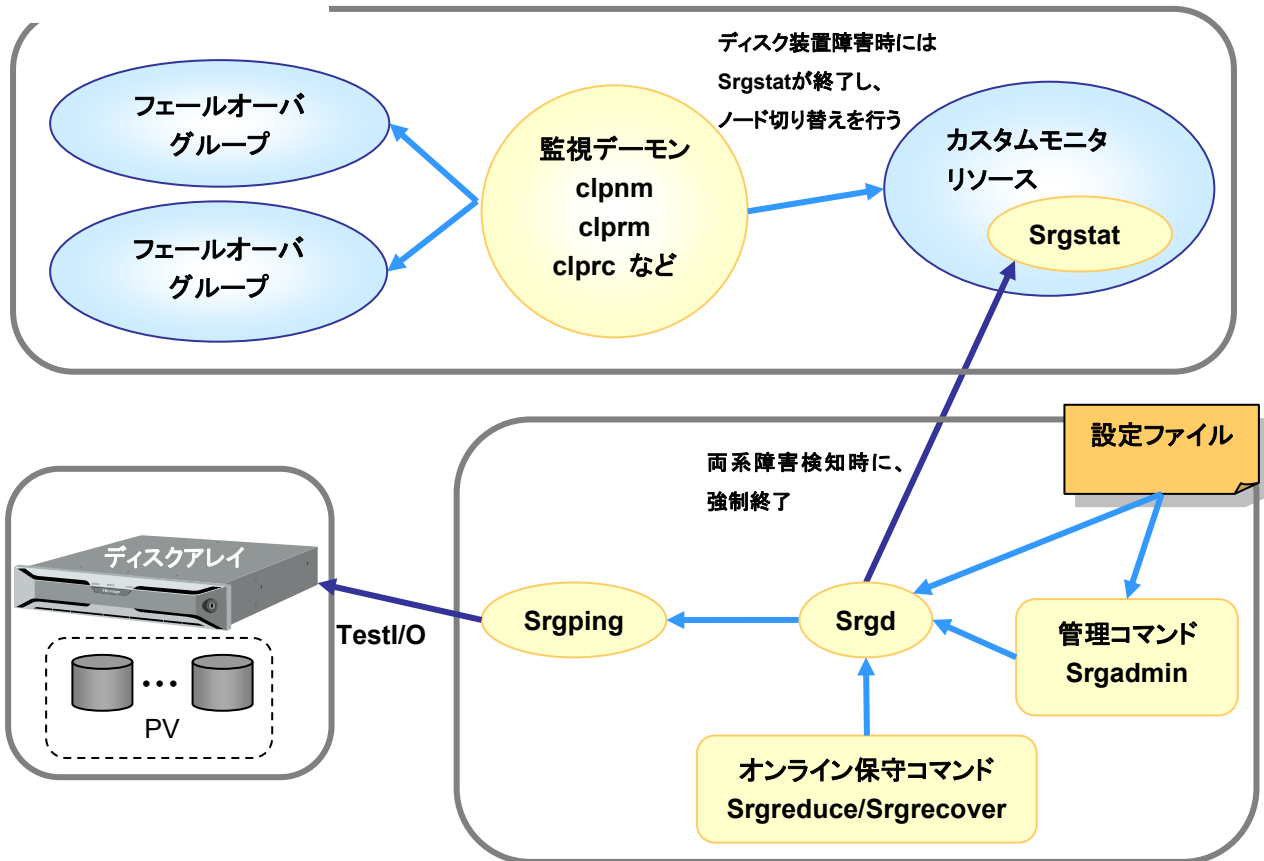 ディスク装置障害時には
Srgstatが終了し、
ノード切り替えを行う
フェールオーバ
グループ
フェールオーバ
グループ
監視デーモン
clpnm
clprm
clprc など
カスタムモニタ
リソース
Srgstat
設定ファイル
両系障害検知時に、
強制終了
ディスクアレイ
TestI/O
Srgping
Srgd
管理コマンド
Srgadmin
PV
オンライン保守コマンド
Srgreduce/Srgrecover